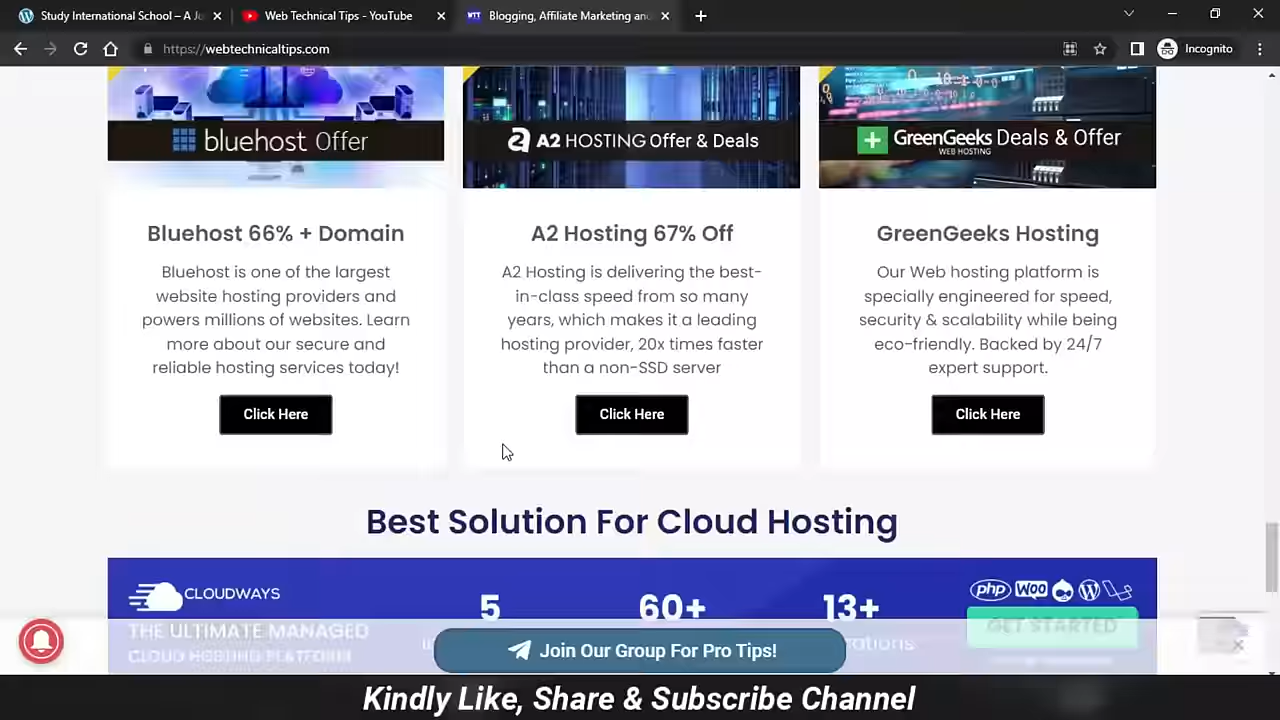 Study International School – A Jo
Web Technical Tips - YouTube
WTT
Blogging, Affiliate Marketing and
https://webtechnicaltips.com
Incognito
bluehost Offer
A2 HOSTING Offer & Deals
GreenGeeks Deals & Offer
WEB HOSTING
Bluehost 66% + Domain
A2 Hosting 67% Off
GreenGeeks Hosting
Bluehost is one of the largest
website hosting providers and
powers millions of websites. Learn
more about our secure and
reliable hosting services today!
A2 Hosting is delivering the best-
in-class speed from so many
years, which makes it a leading
hosting provider, 20x times faster
than a non-SSD server
Our Web hosting platform is
specially engineered for speed,
security & scalability while being
eco-friendly. Backed by 24/7
expert support.
Click Here
Click Here
Click Here
Best Solution For Cloud Hosting
CLOUDWAYS
THE ULTIMATE MANAGED
CLOUD HOSTING PLATFORM
5
60+
13+
php Woo
GET STARTED
Join Our Group For Pro Tips!
Kindly Like, Share & Subscribe Channel